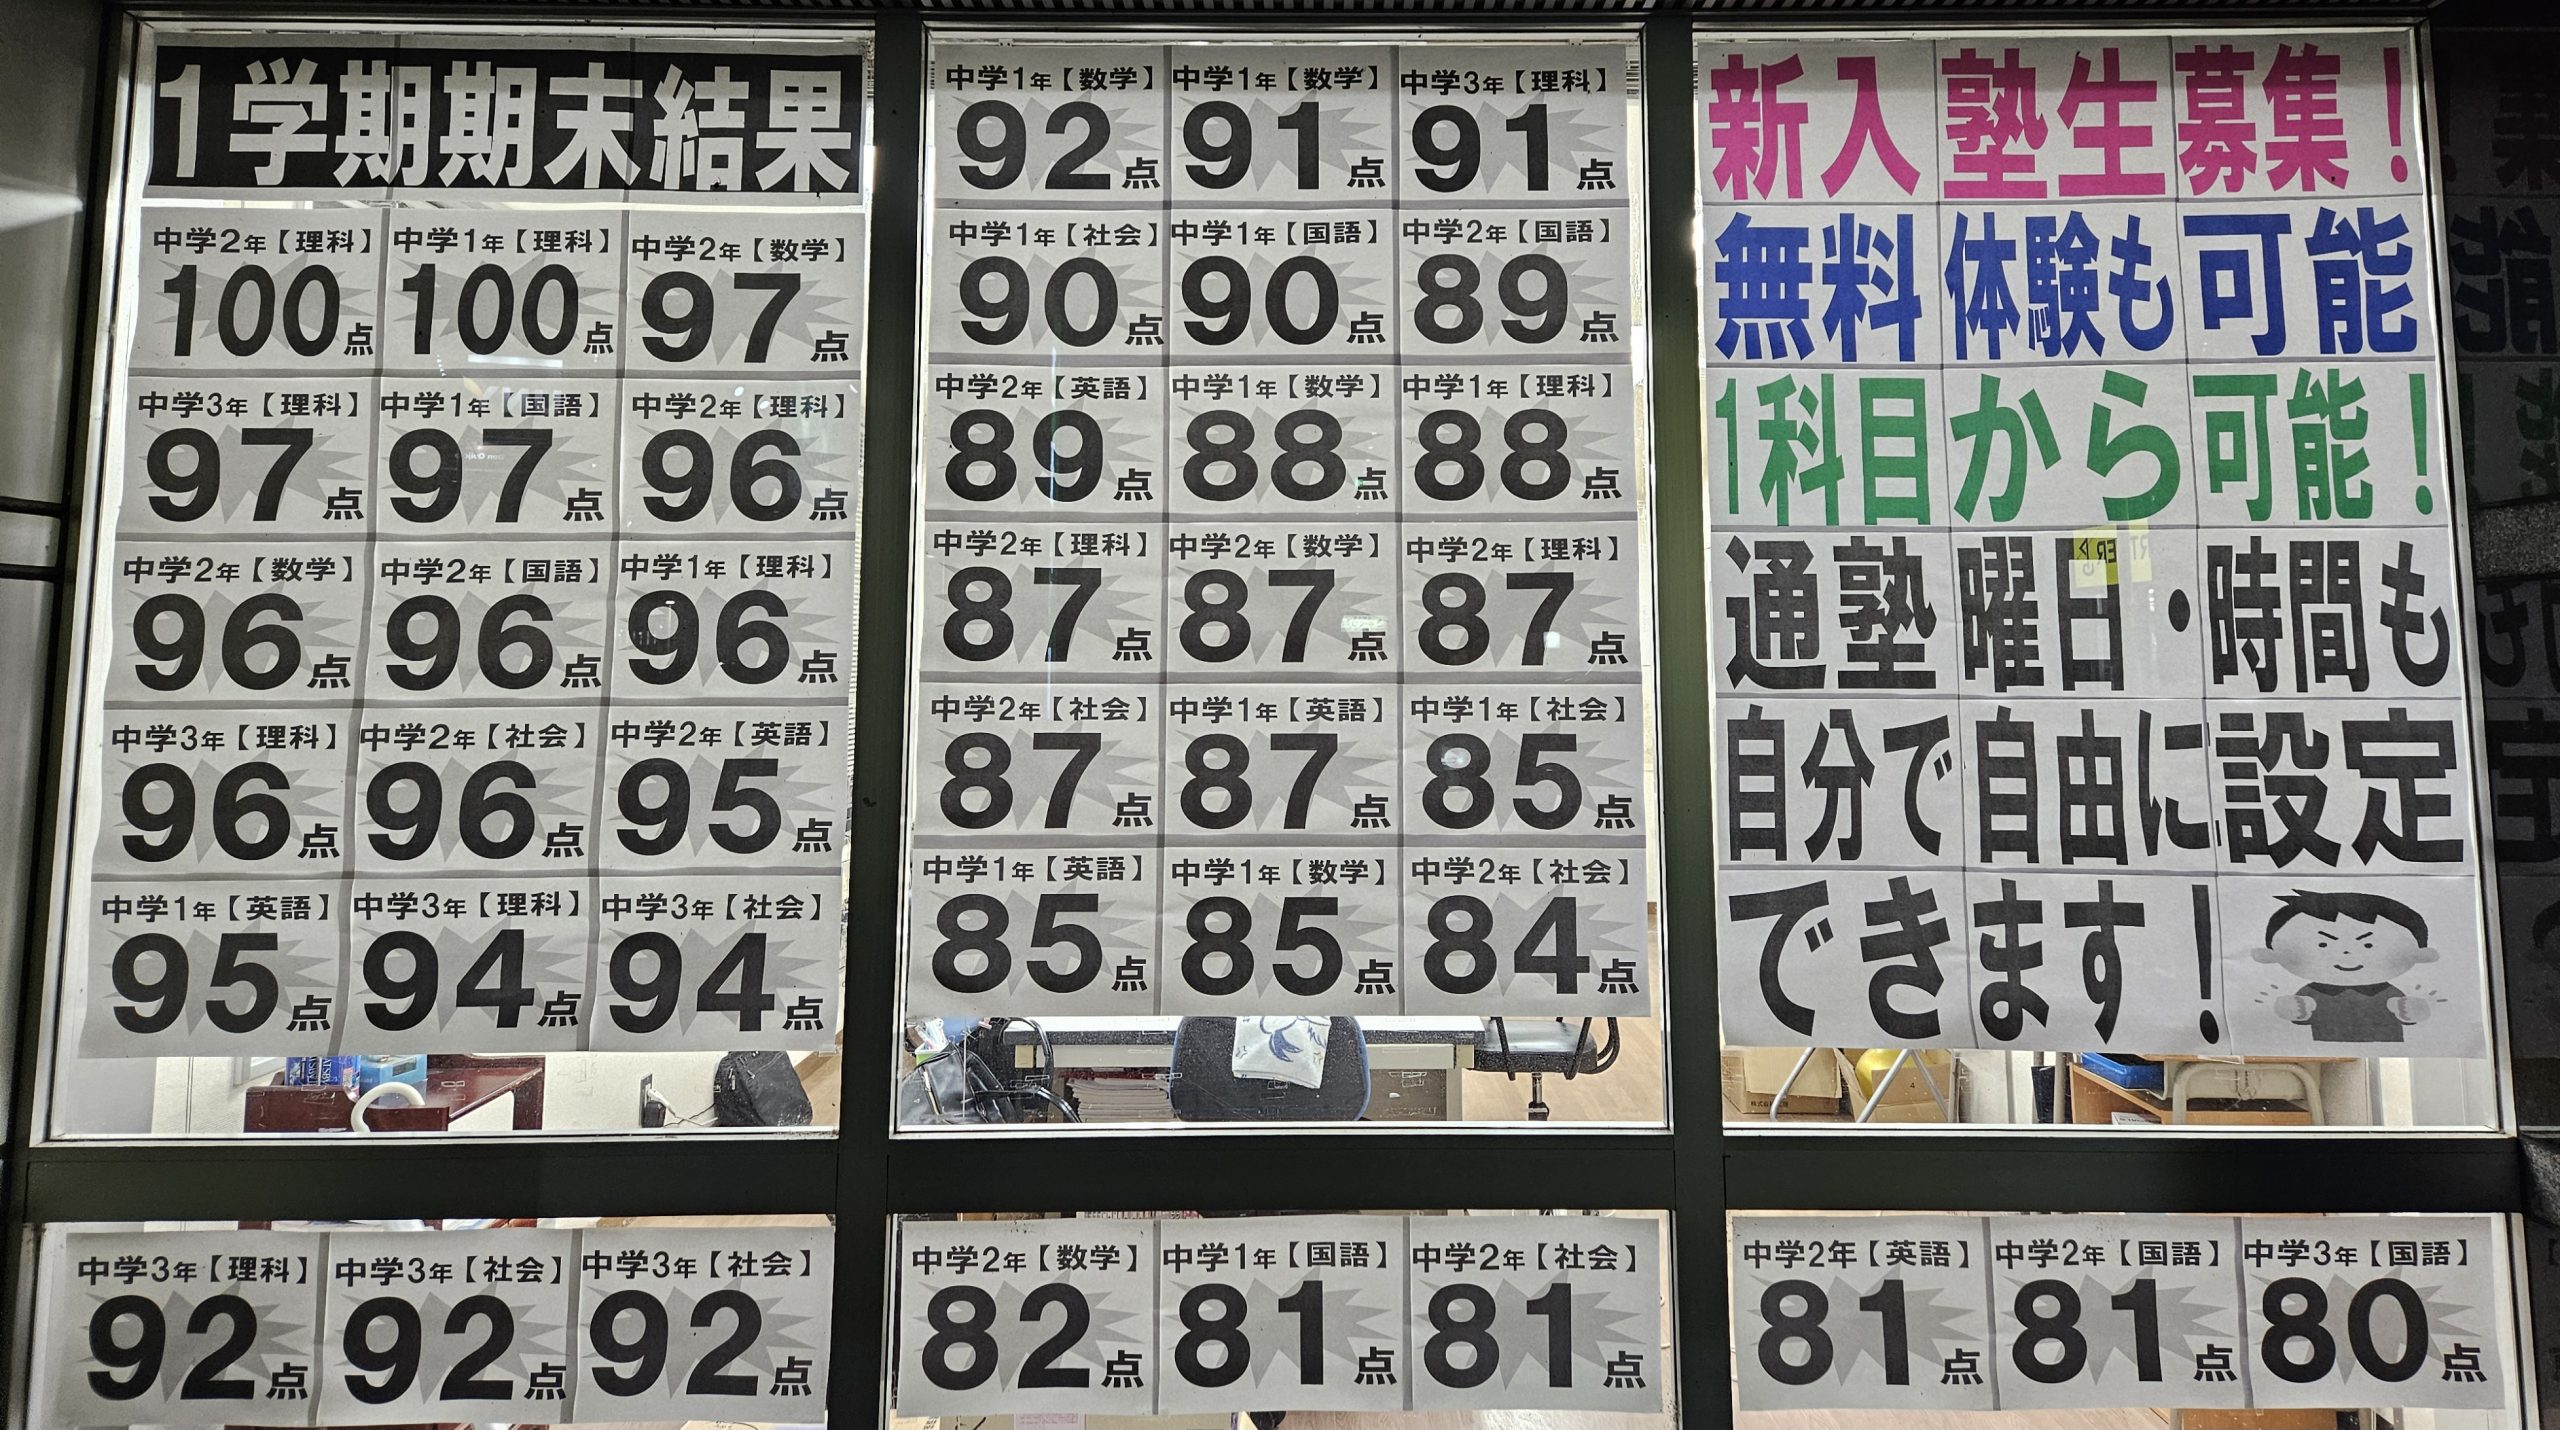 1学期期末結果
中学2年【理科】 中学1年【理科】 中学2年【数学】
100点 100点 97点
中学3年【理科】 中学1年【国語】 中学2年【理科】
97点 97点 96点
中学2年【数学】 中学2年【国語】 中学1年【理科】
96点 96点 96点
中学3年【理科】 中学2年【社会】 中学2年【英語】
96点 96点 95点
中学1年【英語】 中学3年【理科】 中学3年【社会】
95点 94点 94点
中学3年【理科】 中学3年【社会】 中学3年【社会】
92点 92点 92点
中学1年【数学】 中学1年【数学】 中学3年【理科】
92点 91点 91点
中学1年【社会】 中学1年【国語】 中学2年【国語】
90点 90点 89点
中学2年【英語】 中学1年【数学】 中学1年【理科】
89点 88点 88点
中学2年【理科】 中学2年【数学】 中学2年【理科】
87点 87点 87点
中学2年【社会】 中学1年【英語】 中学1年【社会】
87点 87点 85点
中学1年【英語】 中学1年【数学】 中学2年【社会】
85点 85点 84点
中学2年【数学】 中学1年【国語】 中学2年【社会】
82点 81点 81点
新入塾生募集！
無料体験も可能
1科目から可能！
通塾曜日・時間も
自分で自由に設定
できます！
中学2年【英語】 中学2年【国語】 中学3年【国語】
81点 81点 80点